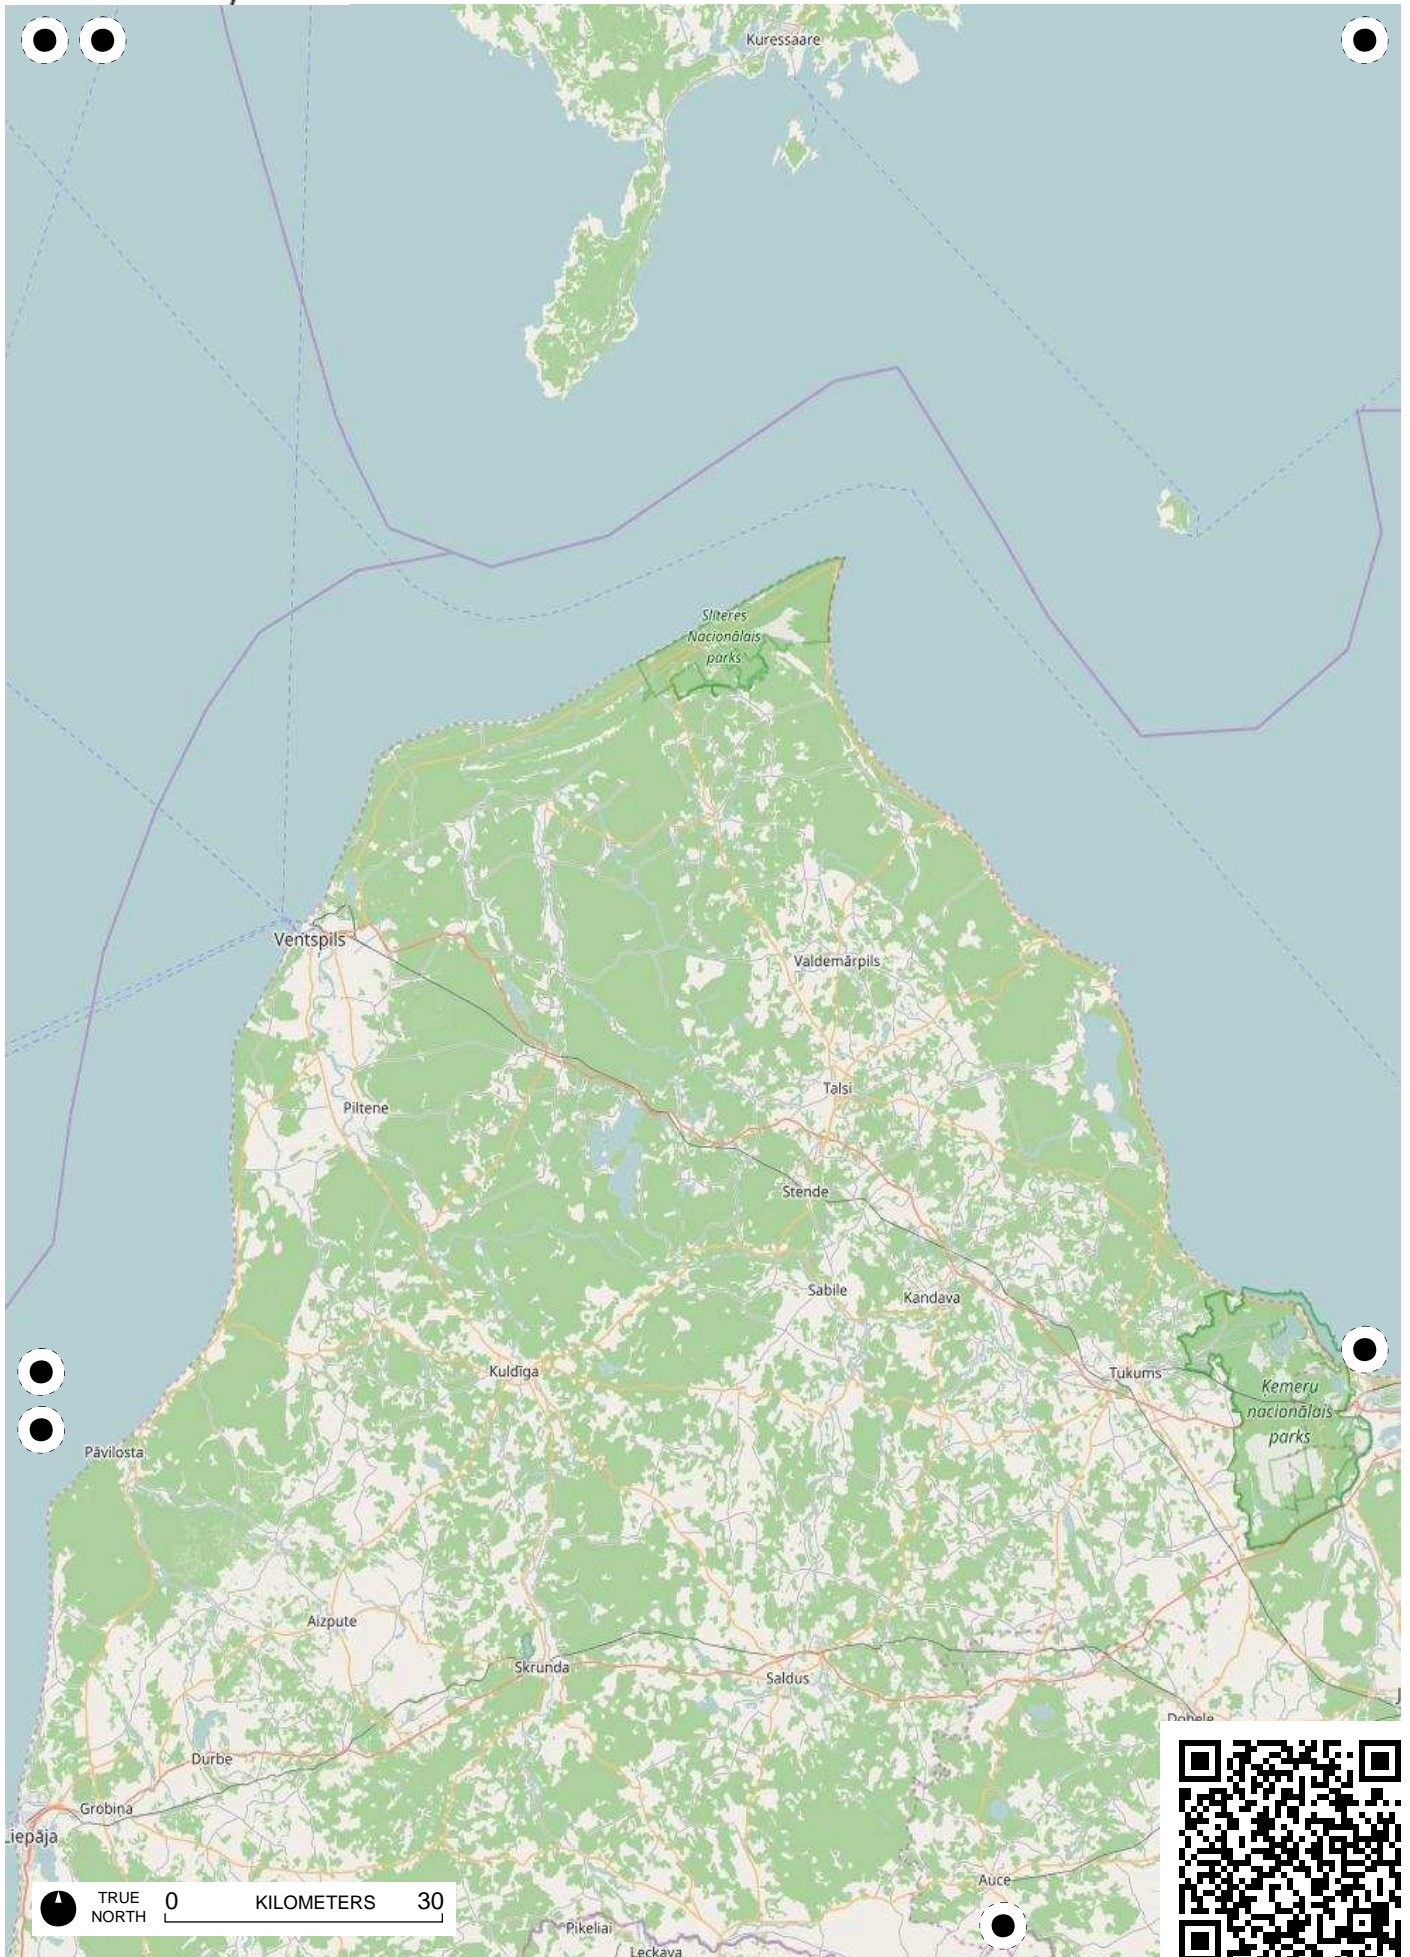 Kuressaare
Slīteres
Nacionālais
parks
Ventspils
Valdemārpils
Talsi
Piltene
Stende
Sabile
Kandava
Kuldīga
Tukums
Ķemeru
nacionālais
parks
Pāvilosta
Aizpute
Skrunda
Saldus
Dobele
Durbe
Grobiņa
Liepāja
Auce
TRUE
NORTH
0 KILOMETERS 30
Pikeliai
Leckava